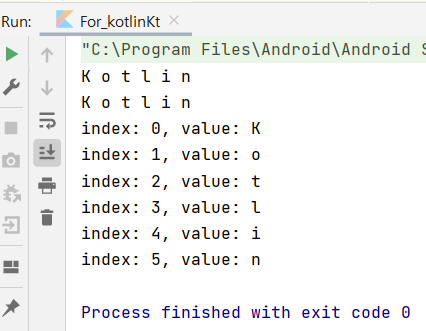 Run: For_kotlinKt
"C:\Program Files\Android\Android S
K o t l i n
K o t l i n
index: 0, value: K
index: 1, value: o
index: 2, value: t
index: 3, value: l
index: 4, value: i
index: 5, value: n
Process finished with exit code 0